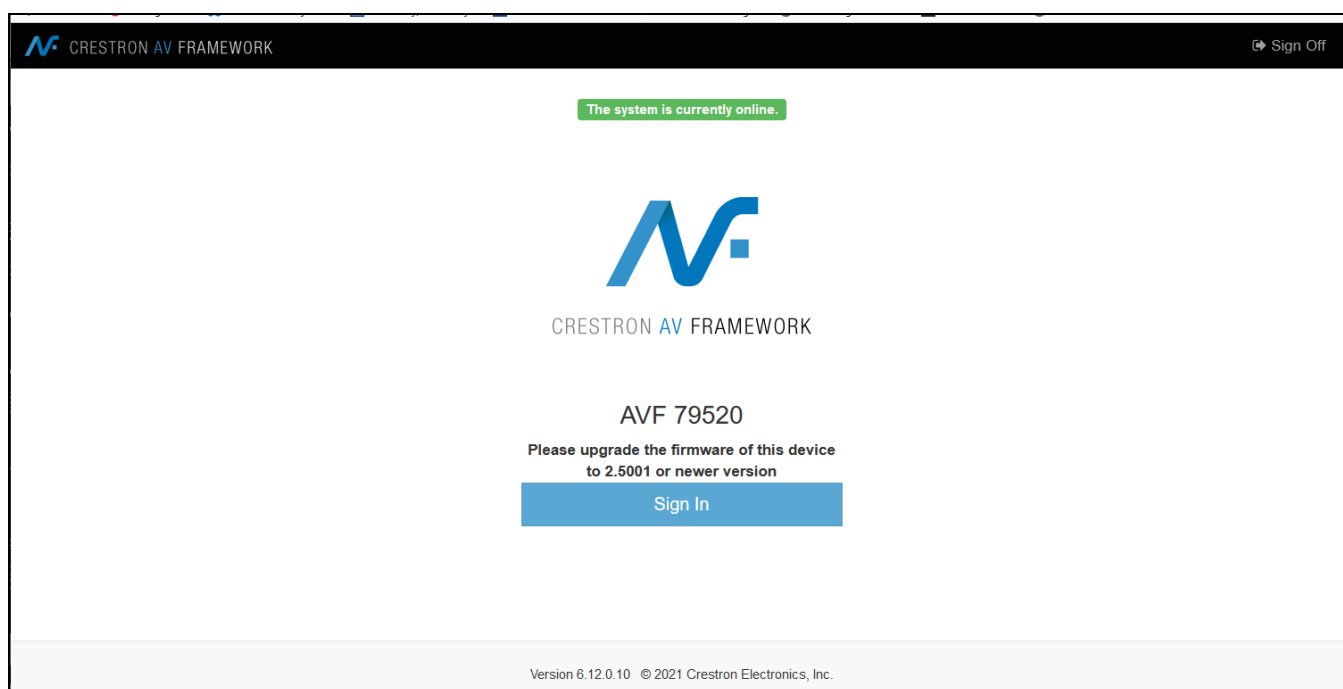 CRESTRON AV FRAMEWORK
Sign Off
The system is currently online.
CRESTRON AV FRAMEWORK
AVF 79520
Please upgrade the firmware of this device
to 2.5001 or newer version
Sign In
Version 6.12.0.10 © 2021 Crestron Electronics, Inc.